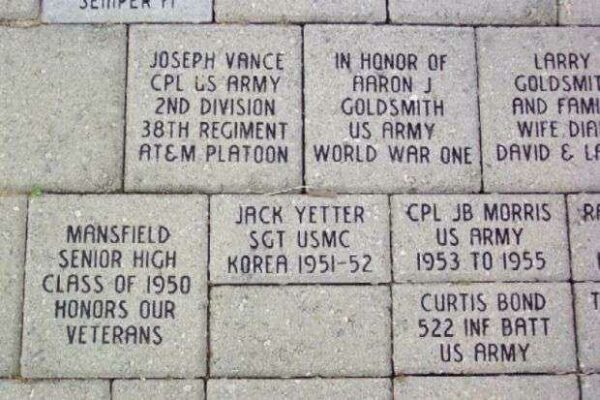 SEMPER FI
JOSEPH VANCE
CPL US ARMY
2ND DIVISION
38TH REGIMENT
AT&M PLATOON
IN HONOR OF
AARON J
GOLDSMITH
US ARMY
WORLD WAR ONE
LARRY
GOLDSMIT
AND FAMI
WIFE DIA
DAVID & LA
MANSFIELD
SENIOR HIGH
CLASS OF 1950
HONORS OUR
VETERANS
JACK YETTER
SGT USMC
KOREA 1951-52
CPL JB MORRIS
US ARMY
1953 TO 1955
CURTIS BOND
522 INF BATT
US ARMY